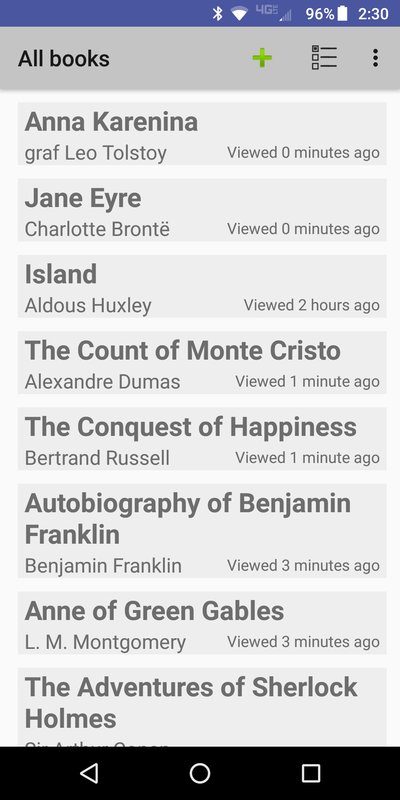 4G 96% 2:30
All books
Anna Karenina
graf Leo Tolstoy Viewed 0 minutes ago
Jane Eyre
Charlotte Brontë Viewed 0 minutes ago
Island
Aldous Huxley Viewed 2 hours ago
The Count of Monte Cristo
Alexandre Dumas Viewed 1 minute ago
The Conquest of Happiness
Bertrand Russell Viewed 1 minute ago
Autobiography of Benjamin
Franklin
Benjamin Franklin Viewed 3 minutes ago
Anne of Green Gables
L. M. Montgomery Viewed 3 minutes ago
The Adventures of Sherlock
Holmes